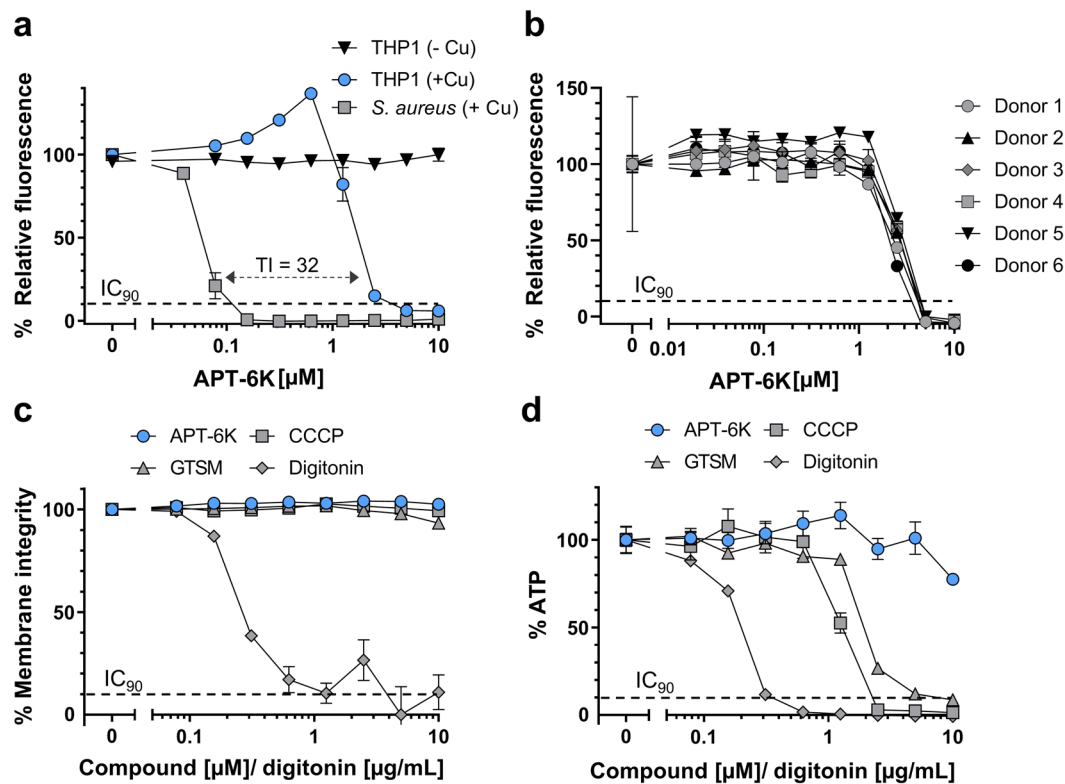 a
THP1 (- Cu)
THP1 (+Cu)
S. aureus (+ Cu)
% Relative fluorescence
100
50
0
TI = 32
IC90
0
0.1
1
10
APT-6K[µM]
b
% Relative fluorescence
150
100
50
0
IC90
0
0.01
0.1
1
10
APT-6K[µM]
Donor 1
Donor 2
Donor 3
Donor 4
Donor 5
Donor 6
c
APT-6K
CCCP
GTSM
Digitonin
% Membrane integrity
100
50
0
IC90
0
0.1
1
10
Compound [µM]/ digitonin [µg/mL]
d
APT-6K
CCCP
GTSM
Digitonin
% ATP
100
50
0
IC90
0
0.1
1
10
Compound [µM]/ digitonin [µg/mL]